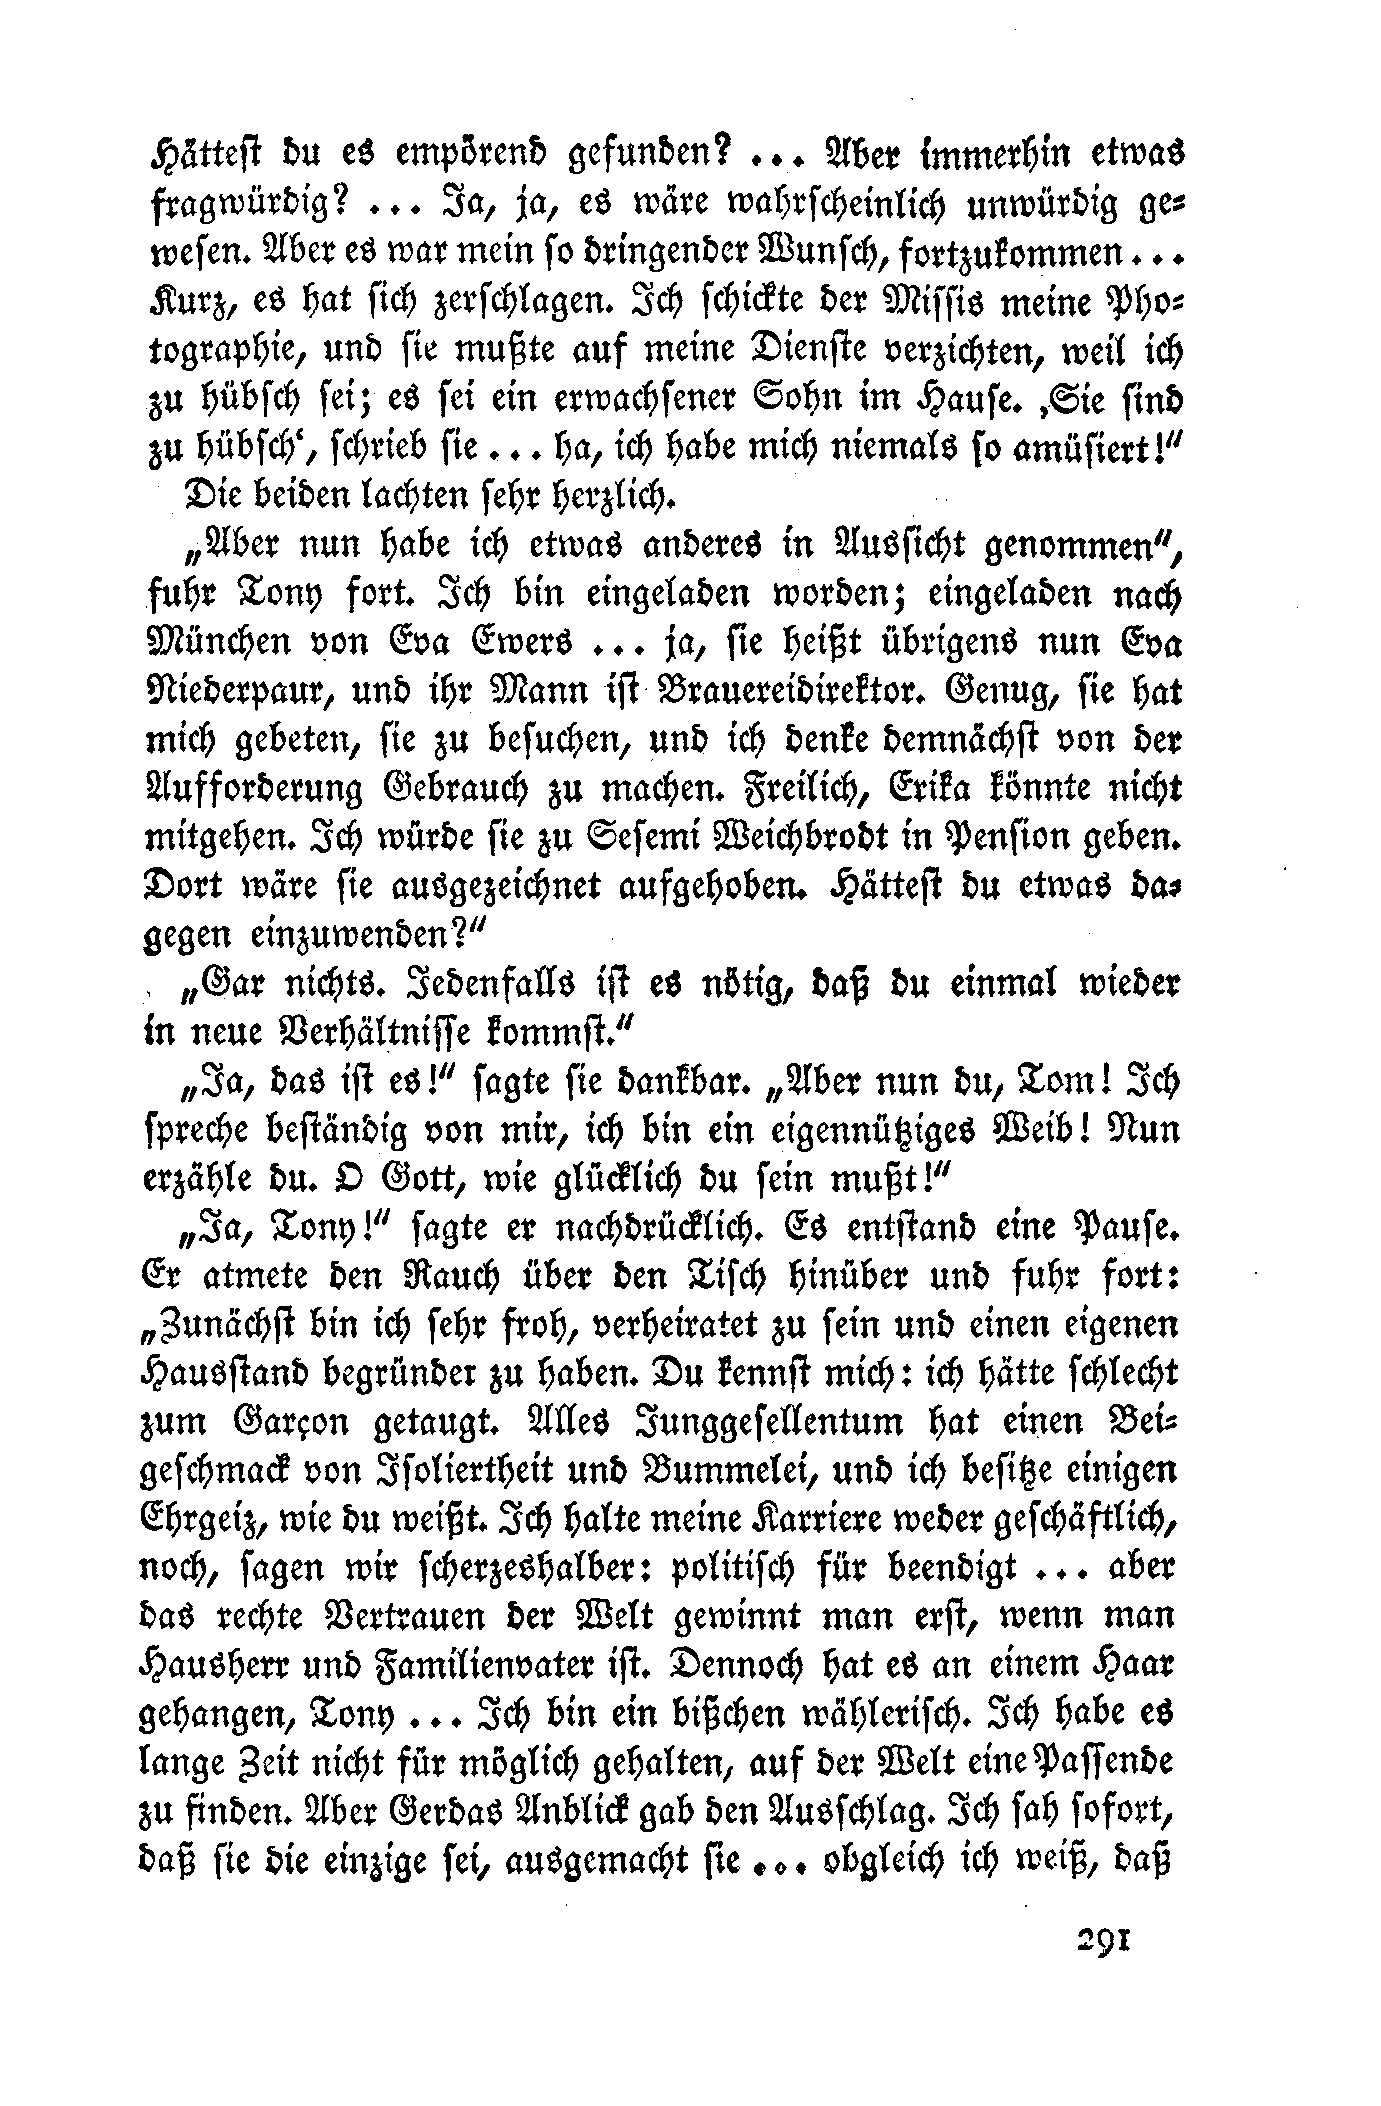 Hättest du es empörend gefunden? ... Aber immerhin etwas
fragwürdig? ... Ja, ja, es wäre wahrscheinlich unwürdig ge-
wesen. Aber es war mein so dringender Wunsch, fortzukommen ...
Kurz, es hat sich zerschlagen. Ich schickte der Missis meine Pho-
tographie, und sie mußte auf meine Dienste verzichten, weil ich
zu hübsch sei; es sei ein erwachsener Sohn im Hause. ‚Sie sind
zu hübsch‘, schrieb sie ... ha, ich habe mich niemals so amüsiert!“
Die beiden lachten sehr herzlich.
„Aber nun habe ich etwas anderes in Aussicht genommen“,
fuhr Tony fort. Ich bin eingeladen worden; eingeladen nach
München von Eva Ewers ... ja, sie heißt übrigens nun Eva
Niederpaur, und ihr Mann ist Brauereidirektor. Genug, sie hat
mich gebeten, sie zu besuchen, und ich denke demnächst von der
Aufforderung Gebrauch zu machen. Freilich, Erika könnte nicht
mitgehen. Ich würde sie zu Sesemi Weichbrodt in Pension geben.
Dort wäre sie ausgezeichnet aufgehoben. Hättest du etwas da-
gegen einzuwenden?“
„Gar nichts. Jedenfalls ist es nötig, daß du einmal wieder
in neue Verhältnisse kommst.“
„Ja, das ist es!“ sagte sie dankbar. „Aber nun du, Tom! Ich
spreche beständig von mir, ich bin ein eigennütziges Weib! Nun
erzähle du. O Gott, wie glücklich du sein mußt!“
„Ja, Tony!“ sagte er nachdrücklich. Es entstand eine Pause.
Er atmete den Rauch über den Tisch hinüber und fuhr fort:
„Zunächst bin ich sehr froh, verheiratet zu sein und einen eigenen
Hausstand begründer zu haben. Du kennst mich: ich hätte schlecht
zum Garçon getaugt. Alles Junggesellentum hat einen Bei-
geschmack von Isoliertheit und Bummelei, und ich besitze einigen
Ehrgeiz, wie du weißt. Ich halte meine Karriere weder geschäftlich,
noch, sagen wir scherzeshalber: politisch für beendigt ... aber
das rechte Vertrauen der Welt gewinnt man erst, wenn man
Hausherr und Familienvater ist. Dennoch hat es an einem Haar
gehangen, Tony ... Ich bin ein bißchen wählerisch. Ich habe es
lange Zeit nicht für möglich gehalten, auf der Welt eine Passende
zu finden. Aber Gerdas Anblick gab den Ausschlag. Ich sah sofort,
daß sie die einzige sei, ausgemacht sie ... obgleich ich weiß, daß
291